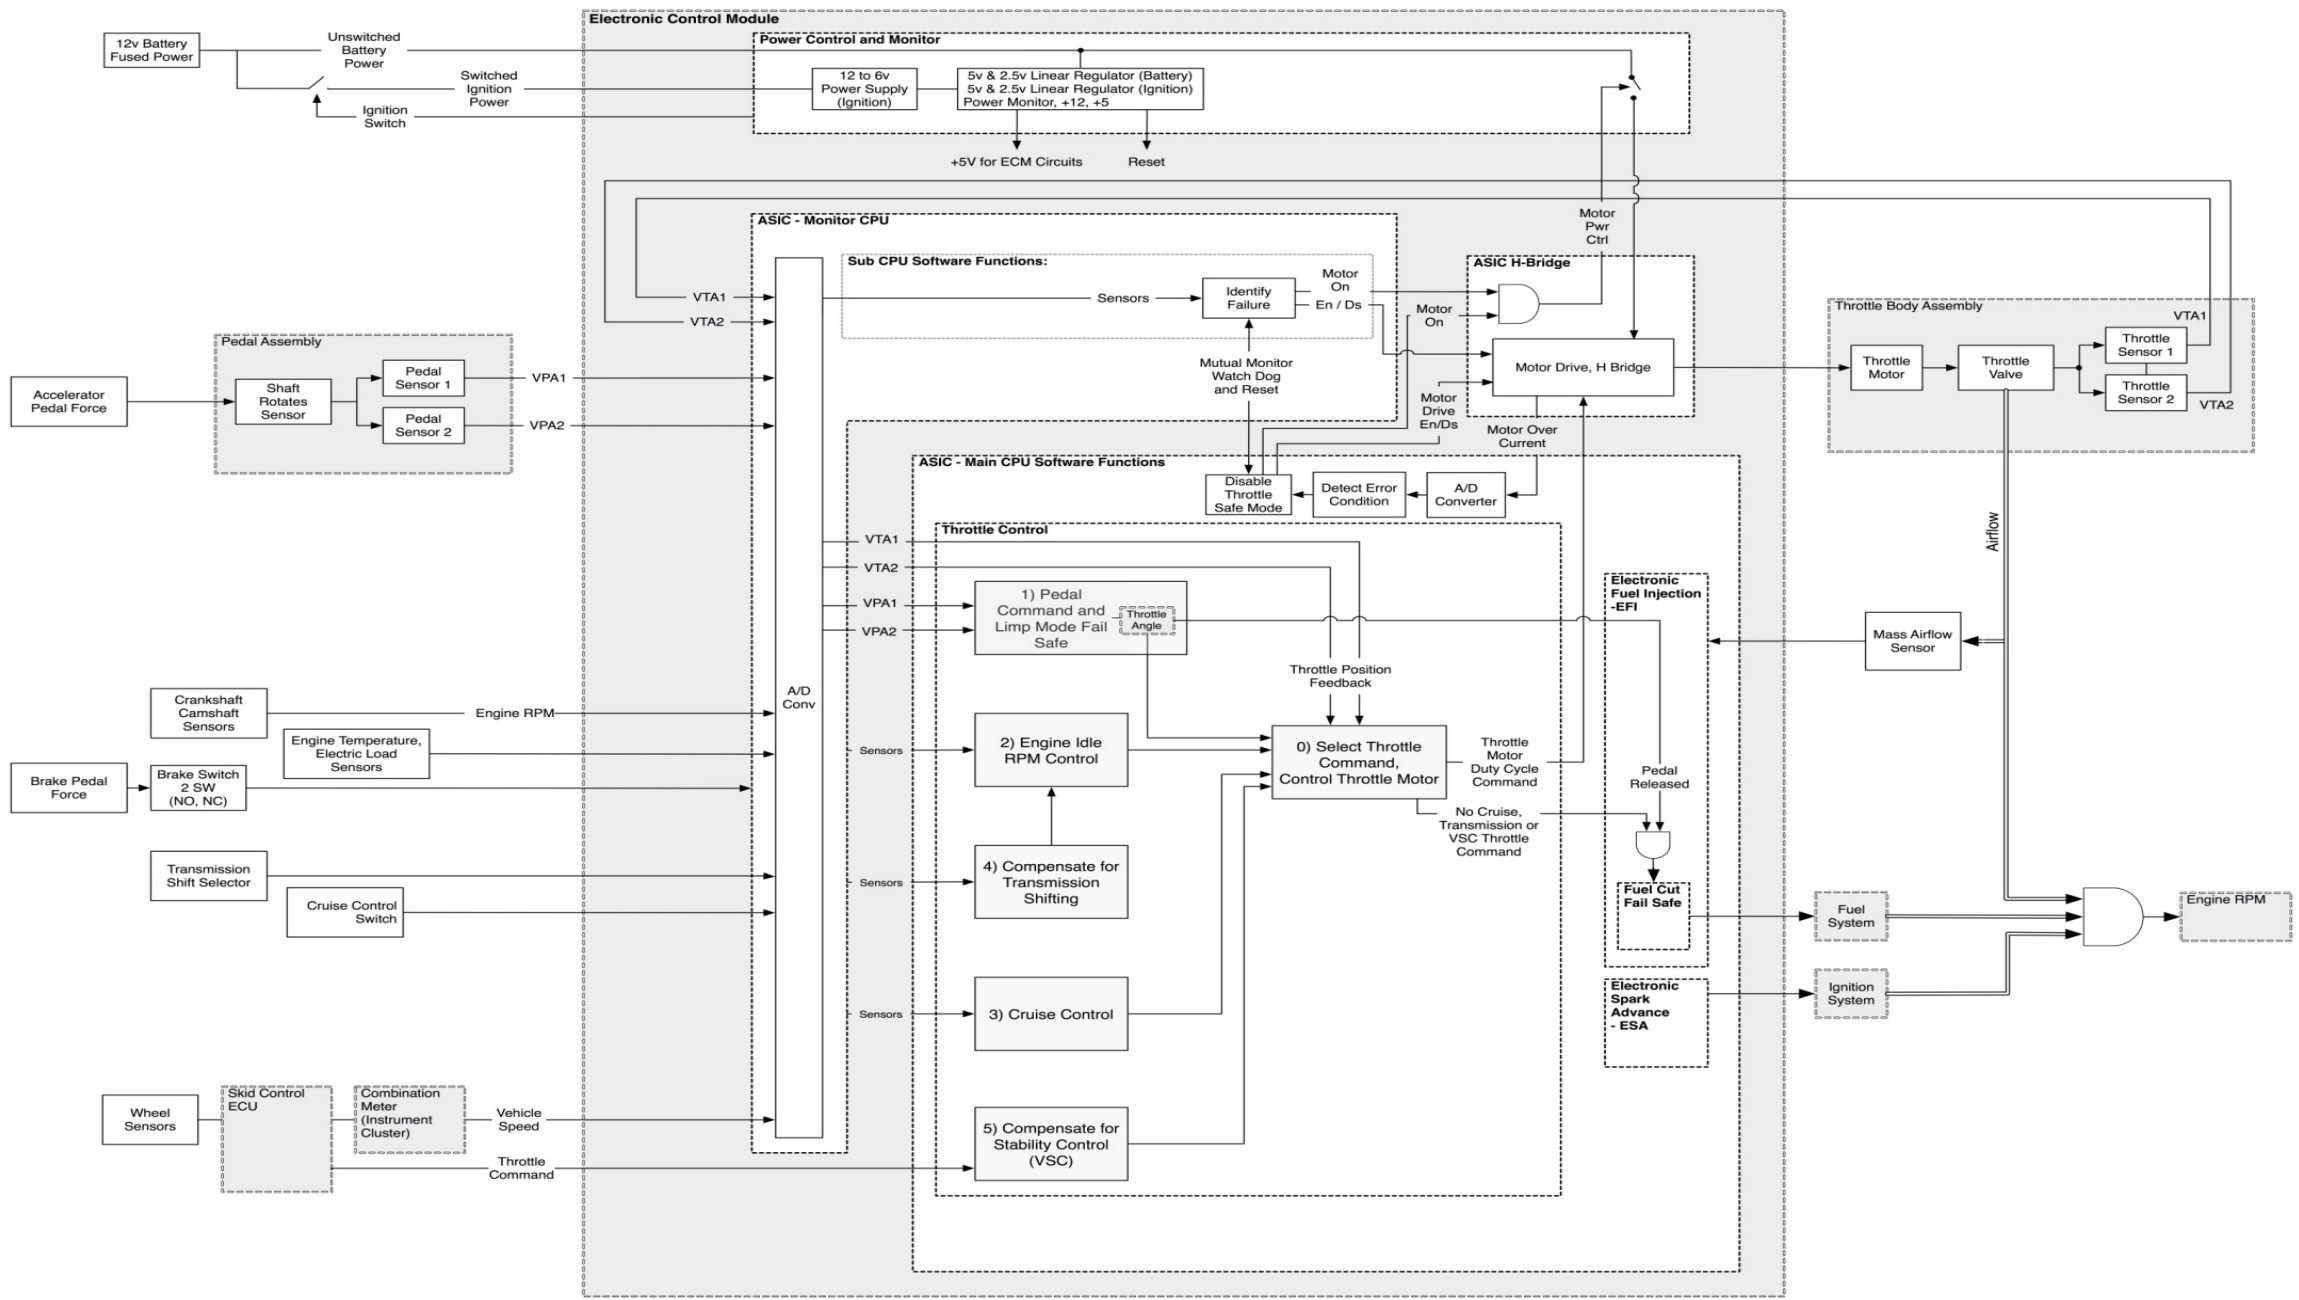 Electronic Control Module
12v Battery
Fused Power
Unswitched
Battery
Power
Switched
Ignition
Power
Ignition
Switch
Power Control and Monitor
12 to 6v
Power Supply
(Ignition)
5v & 2.5v Linear Regulator (Battery)
5v & 2.5v Linear Regulator (Ignition)
Power Monitor, +12, +5
+5V for ECM Circuits
Reset
ASIC - Monitor CPU
Sub CPU Software Functions:
VTA1
VTA2
Sensors
Identify
Failure
Motor
On
En / Ds
Motor
Pwr
Ctrl
ASIC H-Bridge
Motor
On
Motor Drive, H Bridge
Mutual Monitor
Watch Dog
and Reset
Motor
Drive
En/Ds
Motor Over
Current
Throttle Body Assembly
VTA1
Throttle
Motor
Throttle
Valve
Throttle
Sensor 1
Throttle
Sensor 2
VTA2
Pedal Assembly
Accelerator
Pedal Force
Shaft
Rotates
Sensor
Pedal
Sensor 1
Pedal
Sensor 2
VPA1
VPA2
ASIC - Main CPU Software Functions
Disable
Throttle
Safe Mode
Detect Error
Condition
A/D
Converter
Throttle Control
VTA1
VTA2
VPA1
VPA2
1) Pedal
Command and
Limp Mode Fail
Safe
Throttle
Angle
Throttle Position
Feedback
Electronic
Fuel Injection
-EFI
Airflow
Mass Airflow
Sensor
A/D
Conv
Crankshaft
Camshaft
Sensors
Engine RPM
Engine Temperature,
Electric Load
Sensors
Brake Pedal
Force
Brake Switch
2 SW
(NO, NC)
Transmission
Shift Selector
Cruise Control
Switch
Sensors
2) Engine Idle
RPM Control
0) Select Throttle
Command,
Control Throttle Motor
Throttle
Motor
Duty Cycle
Command
Pedal
Released
No Cruise,
Transmission or
VSC Throttle
Command
Sensors
4) Compensate for
Transmission
Shifting
Fuel Cut
Fail Safe
Fuel
System
Engine RPM
Sensors
3) Cruise Control
Electronic
Spark
Advance
- ESA
Ignition
System
Wheel
Sensors
Skid Control
ECU
Combination
Meter
(Instrument
Cluster)
Vehicle
Speed
Throttle
Command
5) Compensate for
Stability Control
(VSC)